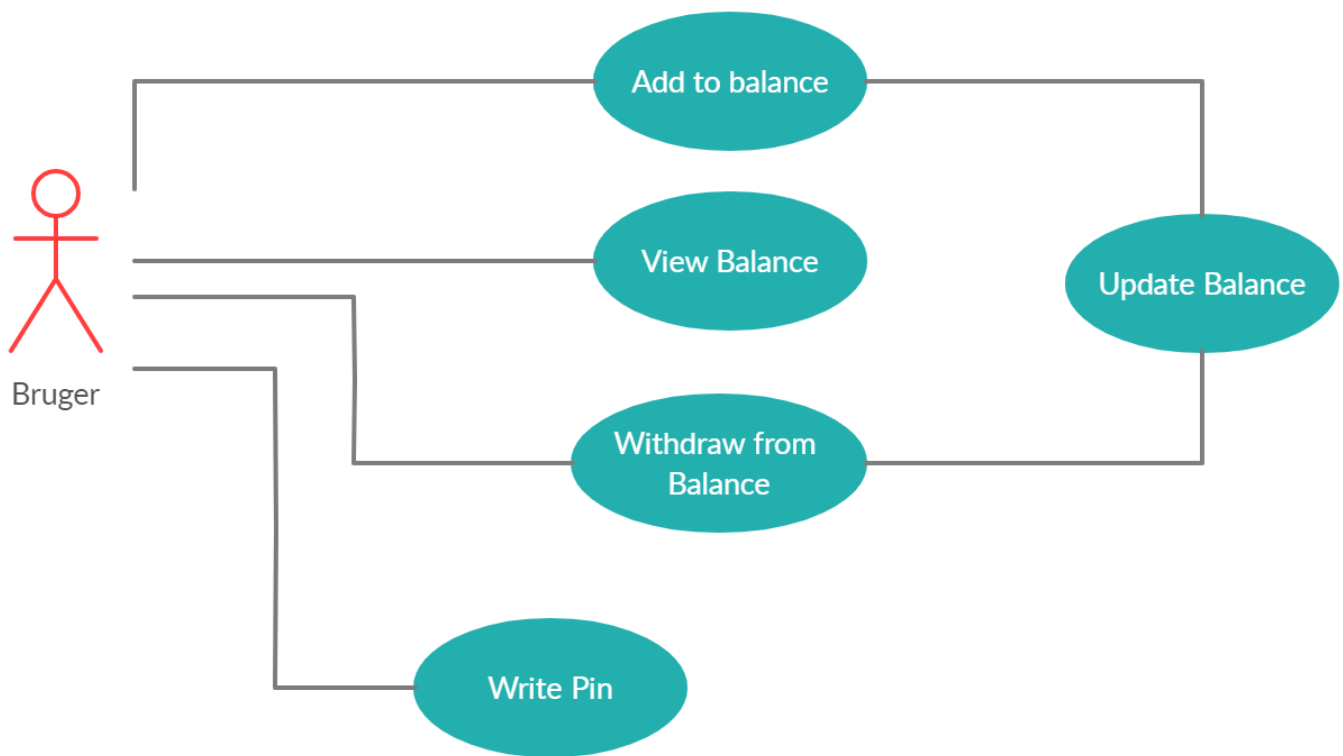 Add to balance
View Balance
Update Balance
Bruger
Withdraw from
Balance
Write Pin